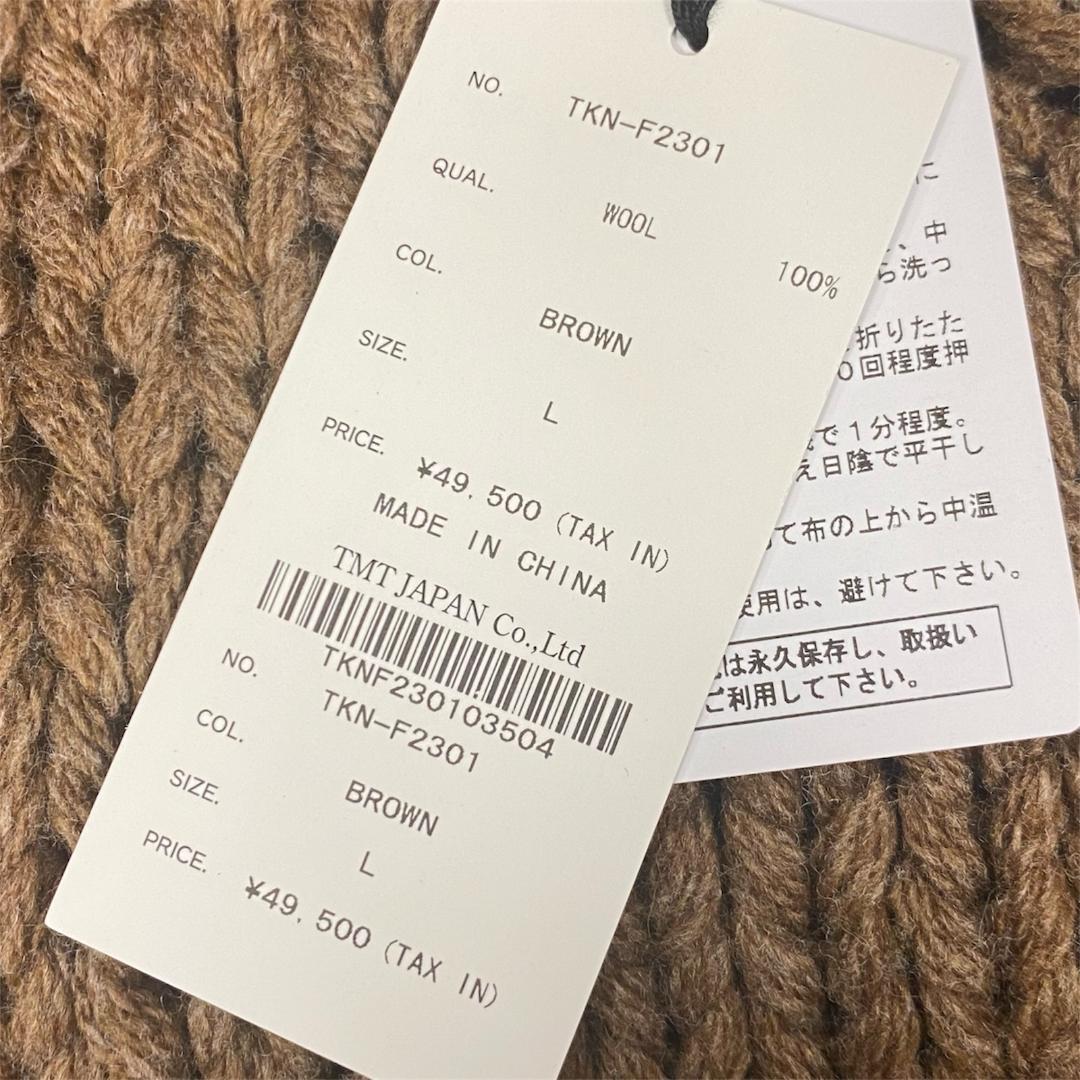 NO. TKN-F2301
QUAL. WOOL 100%
COL. BROWN
SIZE. L
PRICE. ¥49,500 (TAX IN)
MADE IN CHINA
TMT JAPAN Co.,Ltd
TKNF230103504
NO. TKN-F2301
COL. BROWN
SIZE. L
PRICE. ¥49,500 (TAX IN)
に
、中
ら洗っ
折りたた
0回程度押
で1分程度。
え日陰で平干し
て布の上から中温
使用は、避けて下さい。
は永久保存し、取扱い
ご利用して下さい。